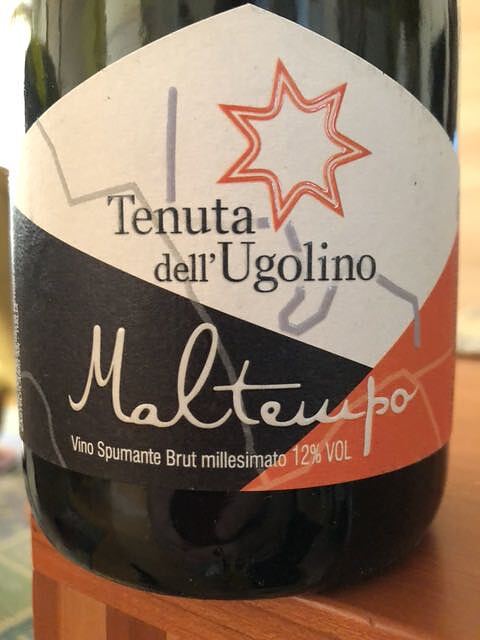 Tenuta
dell'Ugolino
Maltempo
Vino Spumante Brut millesimato 12% VOL